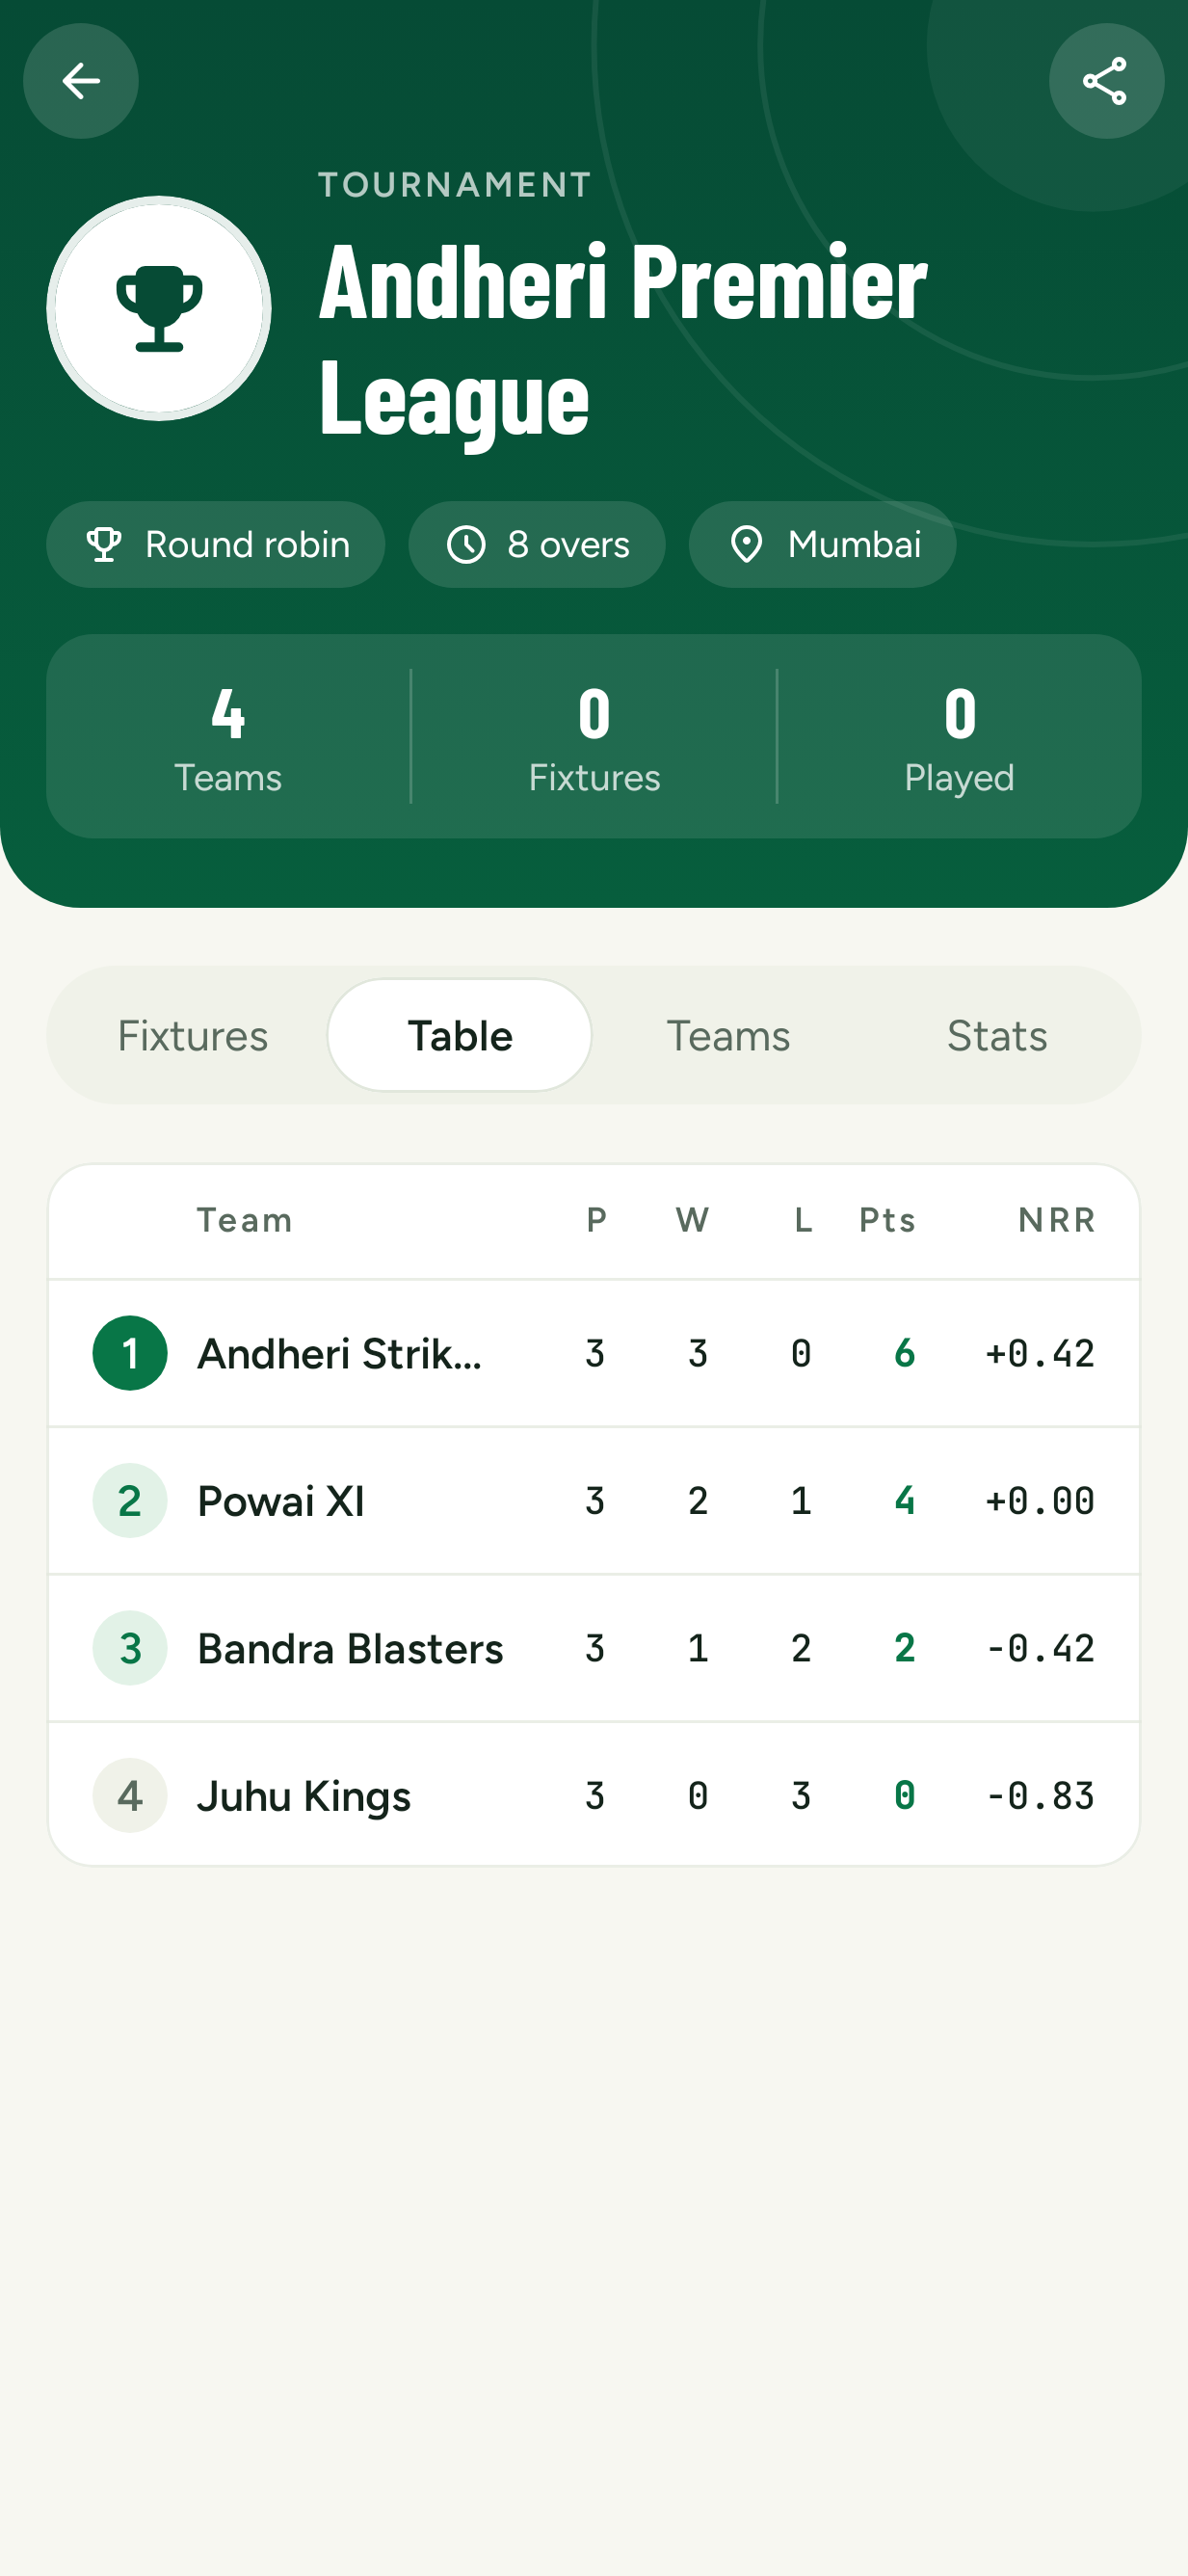 TOURNAMENT
Andheri Premier
League
Round robin 8 overs Mumbai
4 0 0
Teams Fixtures Played
Fixtures Table Teams Stats
Team P W L Pts NRR
1 Andheri Strik... 3 3 0 6 +0.42
2 Powai XI 3 2 1 4 +0.00
3 Bandra Blasters 3 1 2 2 -0.42
4 Juhu Kings 3 0 3 0 -0.83